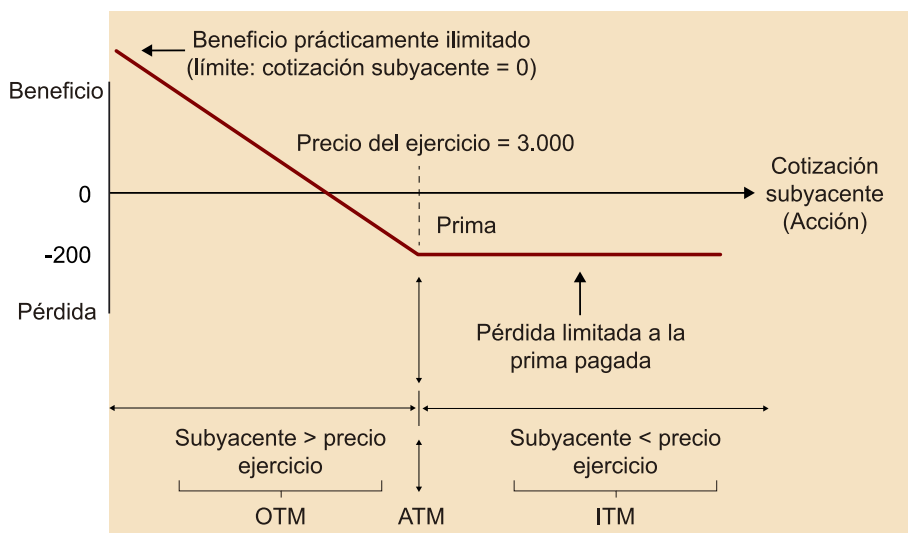 Beneficio prácticamente ilimitado
(límite: cotización subyacente = 0)
Beneficio
Precio del ejercicio = 3.000
Cotización
subyacente
(Acción)
0
Prima
-200
Pérdida
Pérdida limitada a la
prima pagada
Subyacente > precio
ejercicio
Subyacente < precio
ejercicio
OTM
ATM
ITM